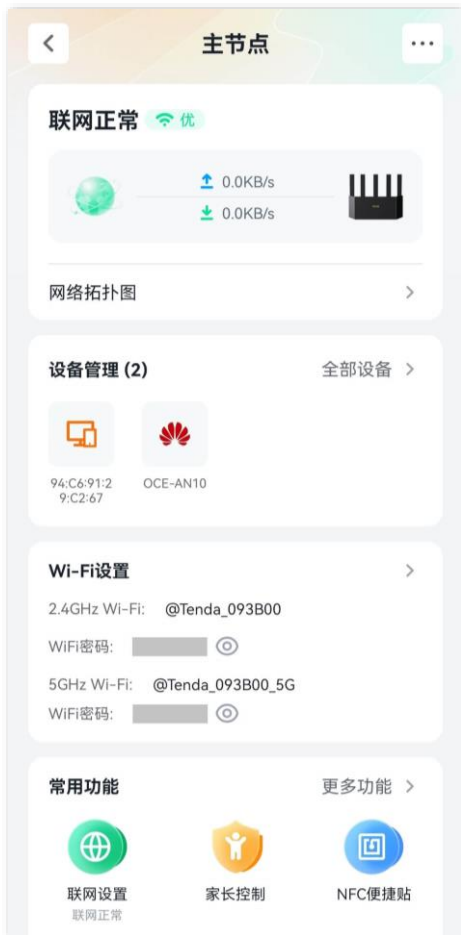 主节点
联网正常 优
0.0KB/s
0.0KB/s
网络拓扑图
设备管理 (2) 全部设备
94:C6:91:2
9:C2:67
OCE-AN10
Wi-Fi设置
2.4GHz Wi-Fi: @Tenda_093B00
WiFi密码:
5GHz Wi-Fi: @Tenda_093B00_5G
WiFi密码:
常用功能 更多功能
联网设置 家长控制 NFC便捷贴
联网正常